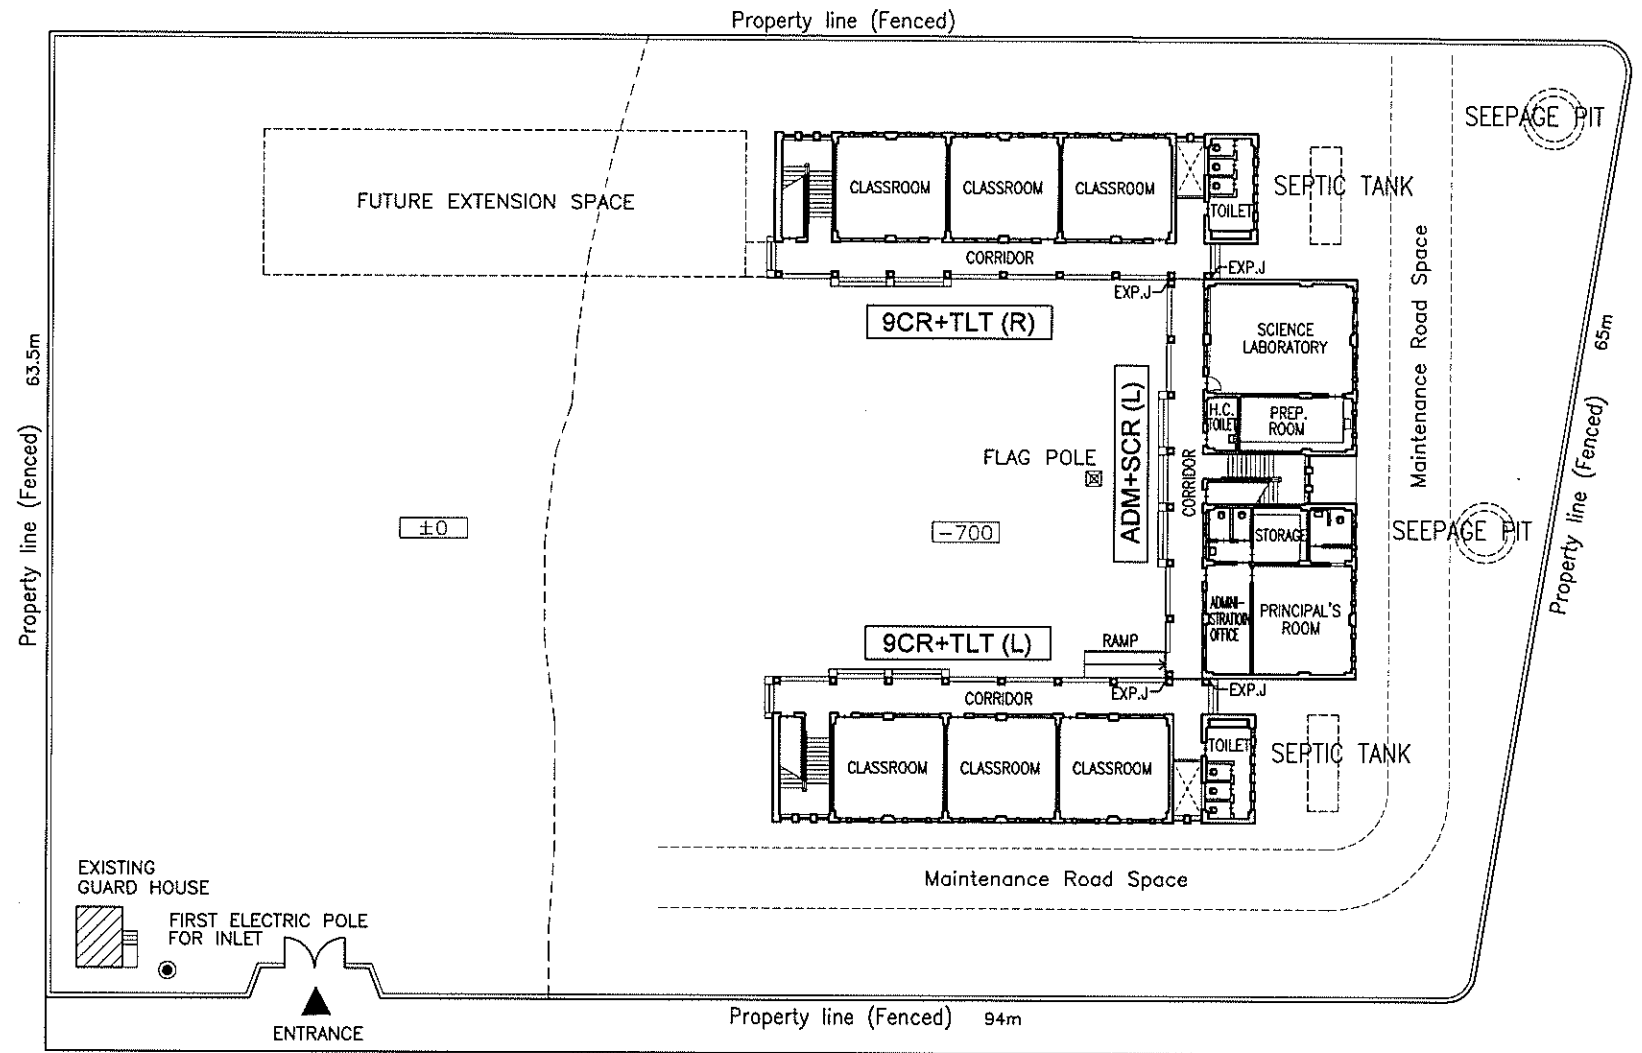 Property line (Fenced)
SEEPAGE PIT
CLASSROOM
CLASSROOM
CLASSROOM
SEPTIC TANK
FUTURE EXTENSION SPACE
TOILET
CORRIDOR
EXP.J
EXP.J
9CR+TLT (R)
Maintenance Road Space
SCIENCE
LABORATORY
65m
63.5m
ADM+SCR (L)
H.C.
TOILET
PREP.
ROOM
FLAG POLE
CORRIDOR
±0
-700
STORAGE
SEEPAGE PIT
Property line (Fenced)
Property line (Fenced)
ADMINI-
STRATION
OFFICE
PRINCIPAL'S
ROOM
9CR+TLT (L)
RAMP
EXP.J
EXP.J
CORRIDOR
TOILET
SEPTIC TANK
CLASSROOM
CLASSROOM
CLASSROOM
EXISTING
GUARD HOUSE
Maintenance Road Space
FIRST ELECTRIC POLE
FOR INLET
Property line (Fenced) 94m
ENTRANCE